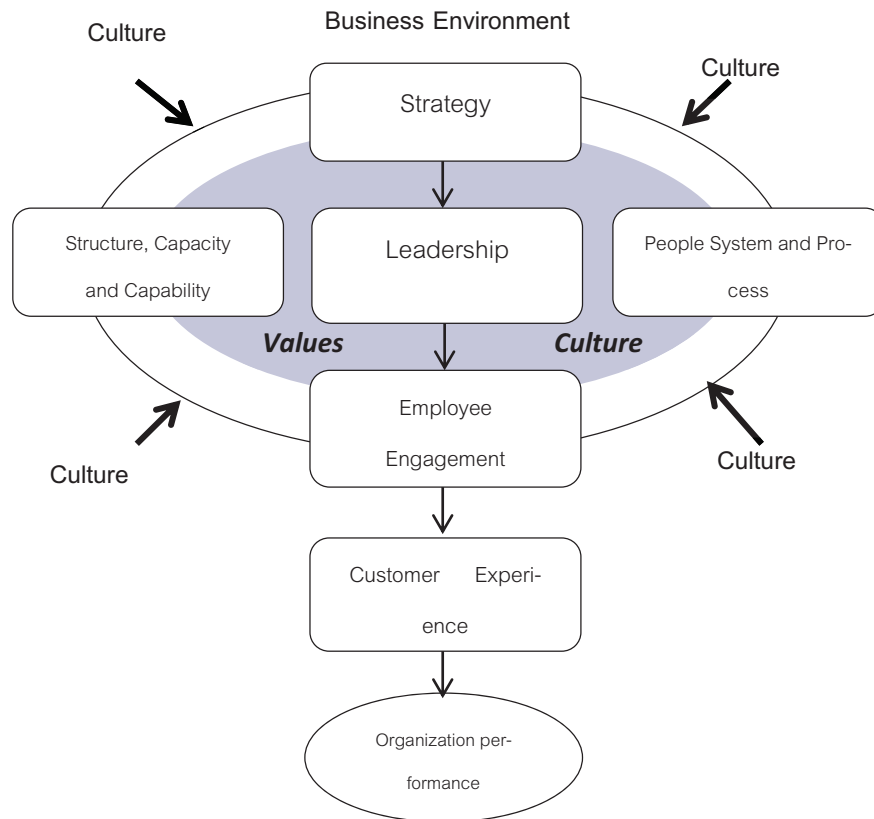 Business Environment
Culture
Culture
Strategy
Structure, Capacity
and Capability
Leadership
People System and Pro-
cess
Values
Culture
Employee
Engagement
Culture
Culture
Customer Experi-
ence
Organization per-
formance